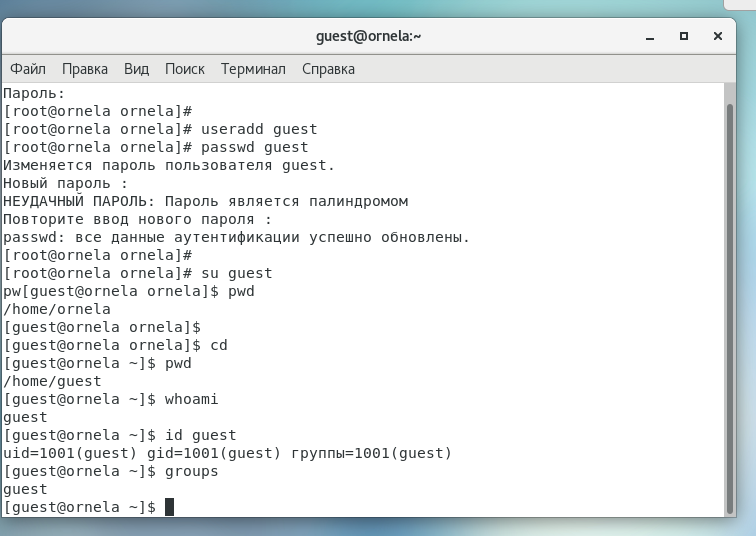 guest@ornela:~
Файл Правка Вид Поиск Терминал Справка
Пароль:
[root@ornela ornela]#
[root@ornela ornela]# useradd guest
[root@ornela ornela]# passwd guest
Изменяется пароль пользователя guest.
Новый пароль :
НЕУДАЧНЫЙ ПАРОЛЬ: Пароль является палиндромом
Повторите ввод нового пароля :
passwd: все данные аутентификации успешно обновлены.
[root@ornela ornela]#
[root@ornela ornela]# su guest
pw[guest@ornela ornela]$ pwd
/home/ornela
[guest@ornela ornela]$
[guest@ornela ornela]$ cd
[guest@ornela ~]$ pwd
/home/guest
[guest@ornela ~]$ whoami
guest
[guest@ornela ~]$ id guest
uid=1001(guest) gid=1001(guest) группы=1001(guest)
[guest@ornela ~]$ groups
guest
[guest@ornela ~]$